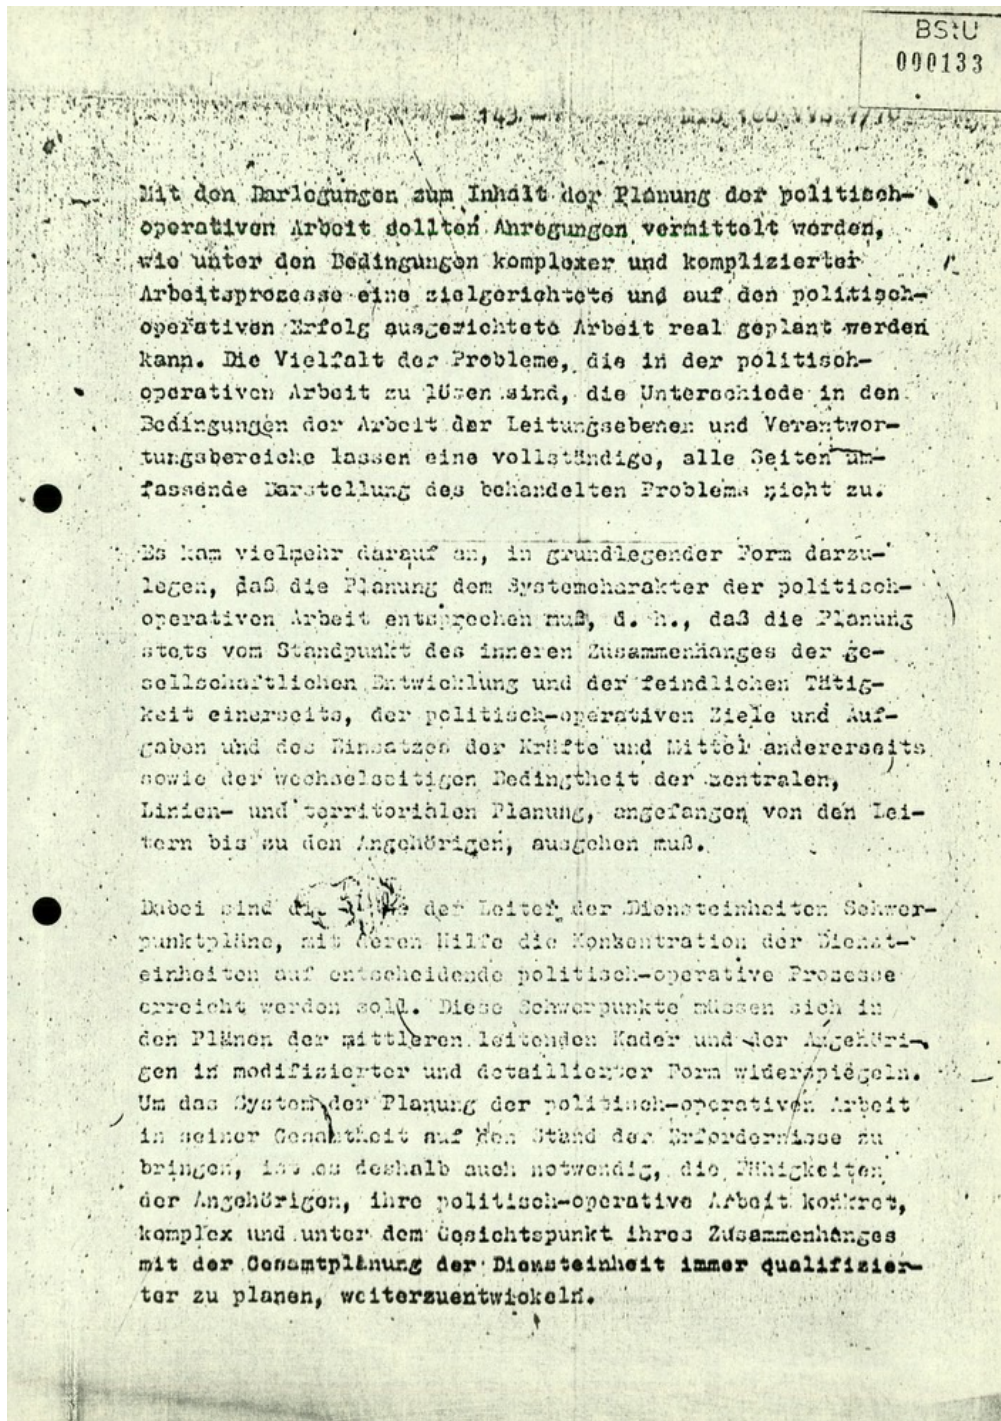 BStU
000133
- 143 -
Mit den Darlegungen zum Inhalt der Planung der politisch-
operativen Arbeit sollten Anregungen vermittelt werden,
wie unter den Bedingungen komplexer und komplizierter
Arbeitsprozesse eine zielgerichtete und auf den politisch-
operativen Erfolg ausgerichtete Arbeit real geplant werden
kann. Die Vielfalt der Probleme, die in der politisch-
operativen Arbeit zu lösen sind, die Unterschiede in den
Bedingungen der Arbeit der Leitungsebenen und Verantwor-
tungsbereiche lassen eine vollständige, alle Seiten um-
fassende Darstellung des behandelten Problems nicht zu.
Es kam vielmehr darauf an, in grundlegender Form darzu-
legen, daß die Planung dem Systemcharakter der politisch-
operativen Arbeit entsprechen muß, d. h., daß die Planung
stets vom Standpunkt des inneren Zusammenhanges der ge-
sellschaftlichen Entwicklung und der feindlichen Tätig-
keit einerseits, der politisch-operativen Ziele und Auf-
gaben und des Einsatzes der Kräfte und Mittel andererseits
sowie der wechselseitigen Bedingtheit der zentralen,
Linien- und territorialen Planung, angefangen von den Lei-
tern bis zu den Angehörigen, ausgehen muß.
Dabei sind die der Leiter der Diensteinheiten Schwer-
punktpläne, mit deren Hilfe die Konzentration der Dienst-
einheiten auf entscheidende politisch-operative Prozesse
erreicht werden soll. Diese Schwerpunkte müssen sich in
den Plänen der mittleren leitenden Kader und der Angehöri-
gen in modifizierter und detaillierter Form widerspiegeln.
Um das System der Planung der politisch-operativen Arbeit
in seiner Gesamtheit auf den Stand der Erfordernisse zu
bringen, ist es deshalb auch notwendig, die Fähigkeiten
der Angehörigen, ihre politisch-operative Arbeit konkret,
komplex und unter dem Gesichtspunkt ihres Zusammenhanges
mit der Gesamtplanung der Diensteinheit immer qualifizier-
ter zu planen, weiterzuentwickeln.